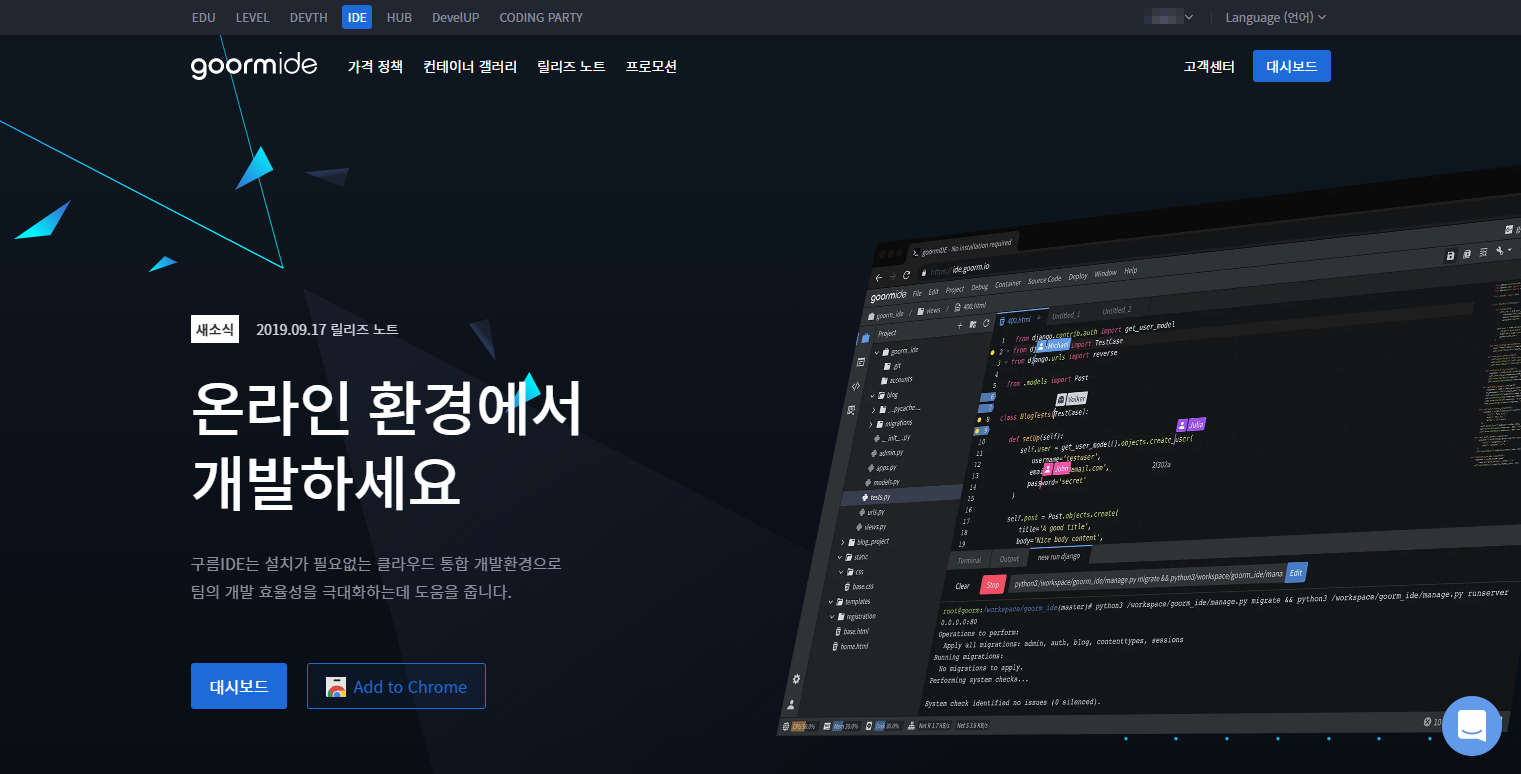 EDU LEVEL DEVTH IDE HUB DevelUP CODING PARTY
Language (언어)
goormide 가격 정책 컨테이너 갤러리 릴리즈 노트 프로모션
고객센터 대시보드
새소식 2019.09.17 릴리즈 노트
온라인 환경에서
개발하세요
구름IDE는 설치가 필요없는 클라우드 통합 개발환경으로
팀의 개발 효율성을 극대화하는데 도움을 줍니다.
대시보드 Add to Chrome
goormIDE - No installation required
https://ide.goorm.io
goormide File Edit Project Debug Container Source Code Deploy Window Help
goorm_ide / views / 400.html
Project
goorm_ide
.git
accounts
blog
__pycache...
migrations
__init__.py
admin.py
apps.py
models.py
tests.py
urls.py
views.py
blog_project
static
css
base.css
templates
registration
base.html
home.html
400.html Untitled_1 Untitled_2
1 from django.contrib.auth import get_user_model
2 from dj Michael import TestCase
3 from django.urls import reverse
4
5 from .models import Post
6
7 Volker
8 class BlogTests(TestCase):
9 Julia
10 def setUp(self):
11 self.user = get_user_model().objects.create_user(
12 username='testuser',
13 John email.com',
14 password='secret'
15 )
16
17 self.post = Post.objects.create(
18 title='A good title',
19 body='Nice body content',
2f302a
Terminal Output new run django
Clear Stop python3/workspace/goorm_ide/manage.py migrate && python3/workspace/goorm_ide/mana Edit
root@goorm:/workspace/goorm_ide(master)# python3 /workspace/goorm_ide/manage.py migrate && python3 /workspace/goorm_ide/manage.py runserver
0.0.0.0:80
Operations to perform:
Apply all migrations: admin, auth, blog, contenttypes, sessions
Running migrations:
No migrations to apply.
Performing system checks...
System check identified no issues (0 silenced).
Net R 1.7 KB/s Net S 3.8 KB/s